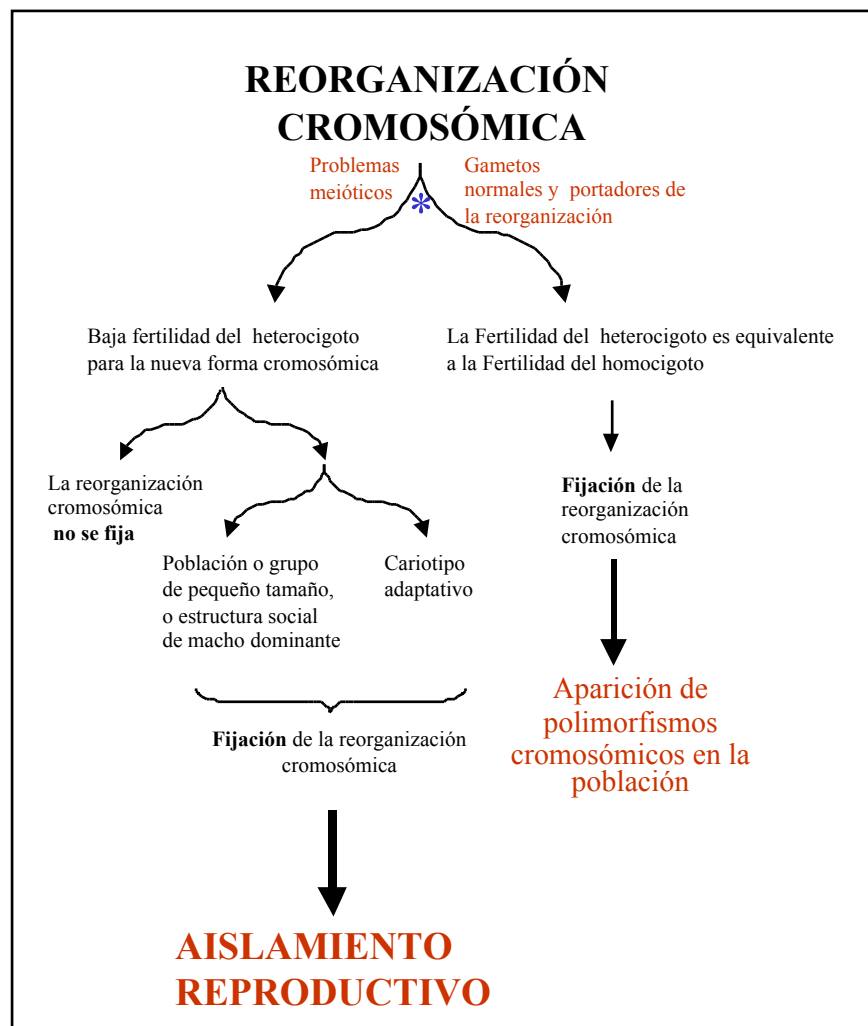 REORGANIZACIÓN
CROMOSÓMICA
Problemas
meióticos
Gametos
normales y portadores de
la reorganización
*
Baja fertilidad del heterocigoto
para la nueva forma cromosómica
La Fertilidad del heterocigoto es equivalente
a la Fertilidad del homocigoto
La reorganización
cromosómica
no se fija
Población o grupo
de pequeño tamaño,
o estructura social
de macho dominante
Cariotipo
adaptativo
Fijación de la
reorganización
cromosómica
Fijación de la reorganización
cromosómica
Aparición de
polimorfismos
cromosómicos en la
población
AISLAMIENTO
REPRODUCTIVO